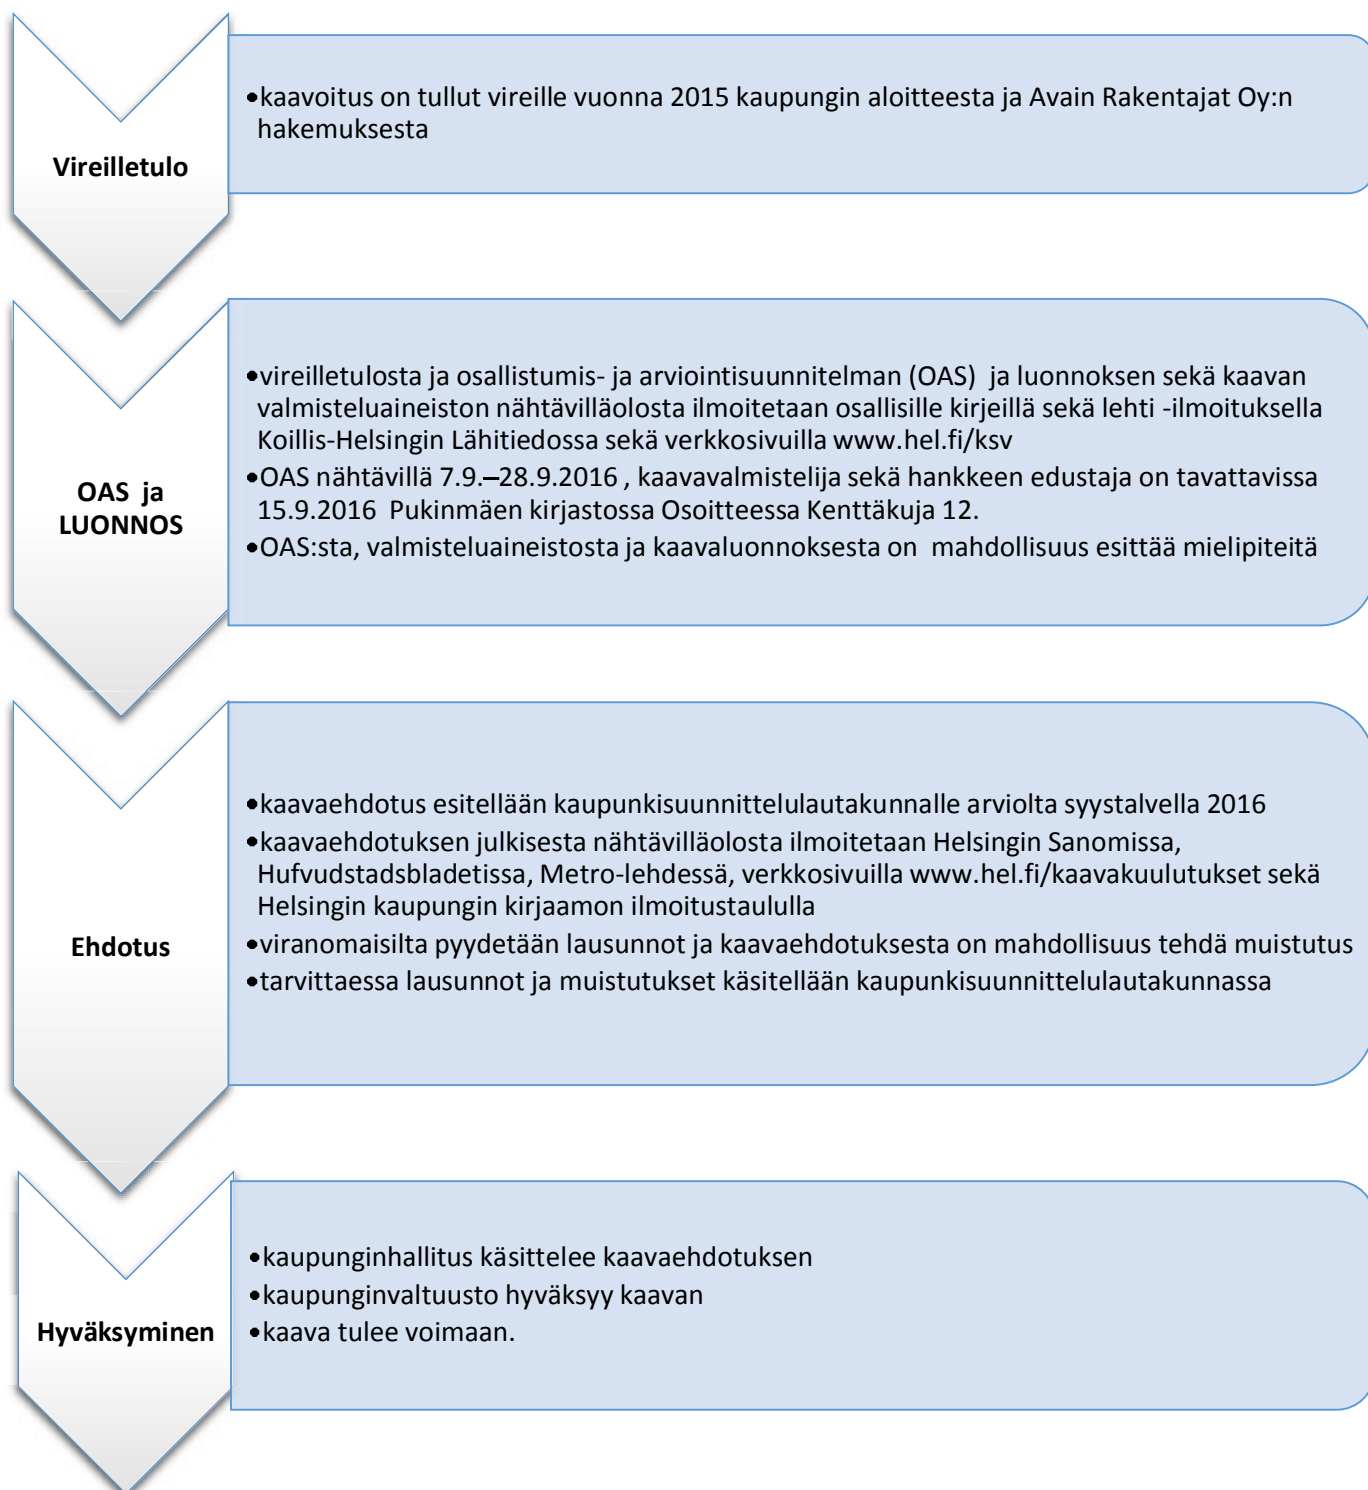 Vireilletulo
•kaavoitus on tullut vireille vuonna 2015 kaupungin aloitteesta ja Avain Rakentajat Oy:n
hakemuksesta
OAS ja
LUONNOS
•vireilletulosta ja osallistumis- ja arviointisuunnitelman (OAS) ja luonnoksen sekä kaavan
valmisteluaineiston nähtävilläolosta ilmoitetaan osallisille kirjeillä sekä lehti -ilmoituksella
Koillis-Helsingin Lähitiedossa sekä verkkosivuilla www.hel.fi/ksv
•OAS nähtävillä 7.9.–28.9.2016 , kaavavalmistelija sekä hankkeen edustaja on tavattavissa
15.9.2016 Pukinmäen kirjastossa Osoitteessa Kenttäkuja 12.
•OAS:sta, valmisteluaineistosta ja kaavaluonnoksesta on mahdollisuus esittää mielipiteitä
Ehdotus
•kaavaehdotus esitellään kaupunkisuunnittelulautakunnalle arviolta syystalvella 2016
•kaavaehdotuksen julkisesta nähtävilläolosta ilmoitetaan Helsingin Sanomissa,
Hufvudstadsbladetissa, Metro-lehdessä, verkkosivuilla www.hel.fi/kaavakuulutukset sekä
Helsingin kaupungin kirjaamon ilmoitustaululla
•viranomaisilta pyydetään lausunnot ja kaavaehdotuksesta on mahdollisuus tehdä muistutus
•tarvittaessa lausunnot ja muistutukset käsitellään kaupunkisuunnittelulautakunnassa
Hyväksyminen
•kaupunginhallitus käsittelee kaavaehdotuksen
•kaupunginvaltuusto hyväksyy kaavan
•kaava tulee voimaan.